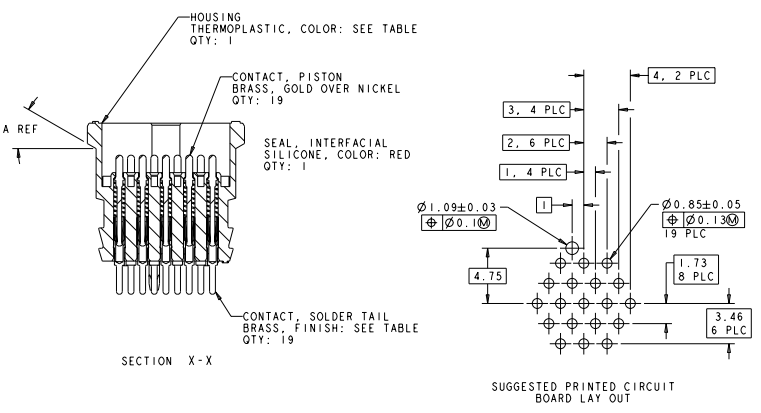 HOUSING
THERMOPLASTIC, COLOR: SEE TABLE
QTY: 1
CONTACT, PISTON
BRASS, GOLD OVER NICKEL
QTY: 19
A REF
SEAL, INTERFACIAL
SILICONE, COLOR: RED
QTY: 1
CONTACT, SOLDER TAIL
BRASS, FINISH: SEE TABLE
QTY: 19
SECTION X-X
4, 2 PLC
3, 4 PLC
2, 6 PLC
1, 4 PLC
1
Ø1.09±0.03
⌖ Ø0.1Ⓜ
Ø0.85±0.05
⌖ Ø0.13Ⓜ
19 PLC
4.75
1.73
8 PLC
3.46
6 PLC
SUGGESTED PRINTED CIRCUIT
BOARD LAY OUT